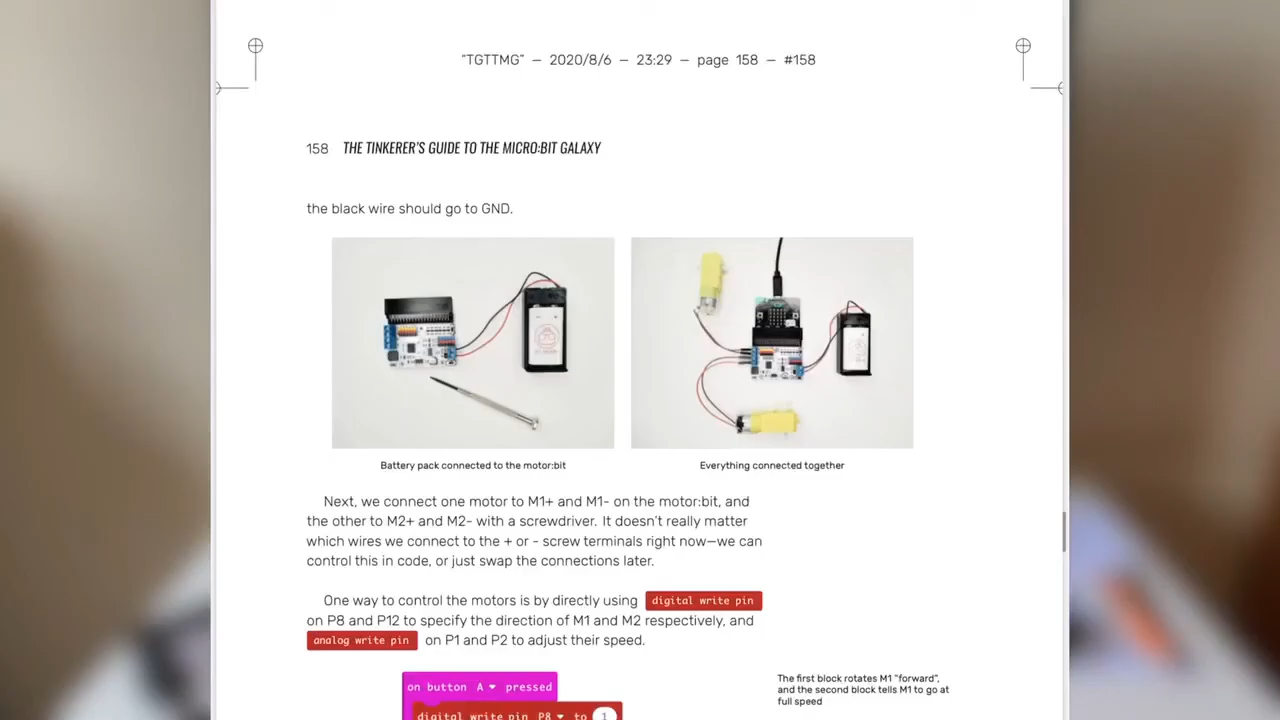 "TGTTMG" — 2020/8/6 — 23:29 — page 158 — #158
158 THE TINKERER'S GUIDE TO THE MICRO:BIT GALAXY
the black wire should go to GND.
Battery pack connected to the motor:bit
Everything connected together
Next, we connect one motor to M1+ and M1- on the motor:bit, and
the other to M2+ and M2- with a screwdriver. It doesn't really matter
which wires we connect to the + or - screw terminals right now—we can
control this in code, or just swap the connections later.
One way to control the motors is by directly using digital write pin
on P8 and P12 to specify the direction of M1 and M2 respectively, and
analog write pin on P1 and P2 to adjust their speed.
on button A pressed
digital write pin P8 to 1
The first block rotates M1 "forward",
and the second block tells M1 to go at
full speed